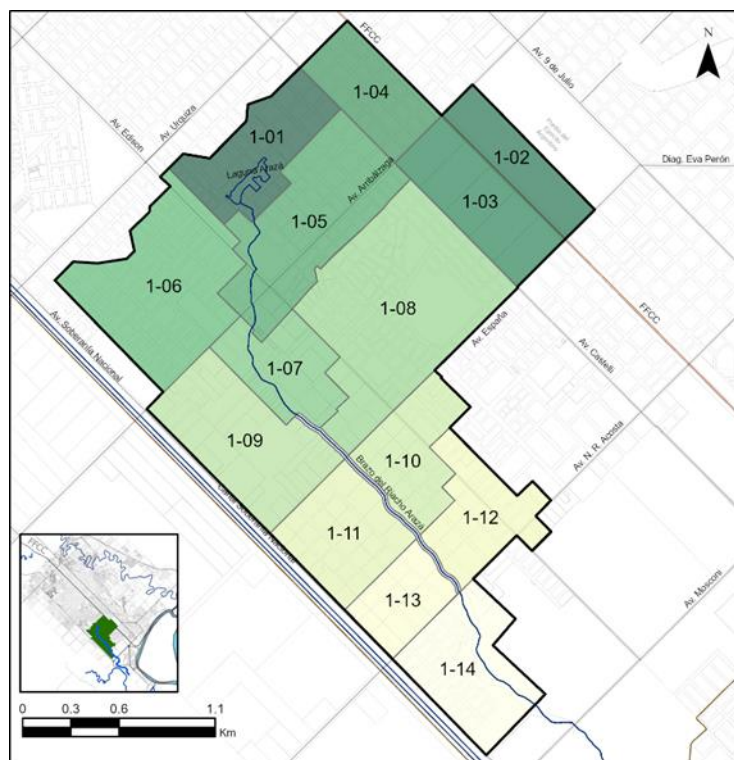 FFCC
Av. 9 de Julio
N
Av. Edison
Av. Urquiza
1-04
1-01
1-02
Diag. Eva Perón
Laguna Arazá
Av. Ambálzaga
1-03
1-05
1-06
1-08
FFCC
Av. Soberanía Nacional
Av. España
Av. Castelli
1-07
1-09
Av. N. R. Acosta
1-10
Brazo del Riacho Arazá
1-12
1-11
Av. Mosconi
1-13
1-14
FFCC
0 0.3 0.6 1.1
Km